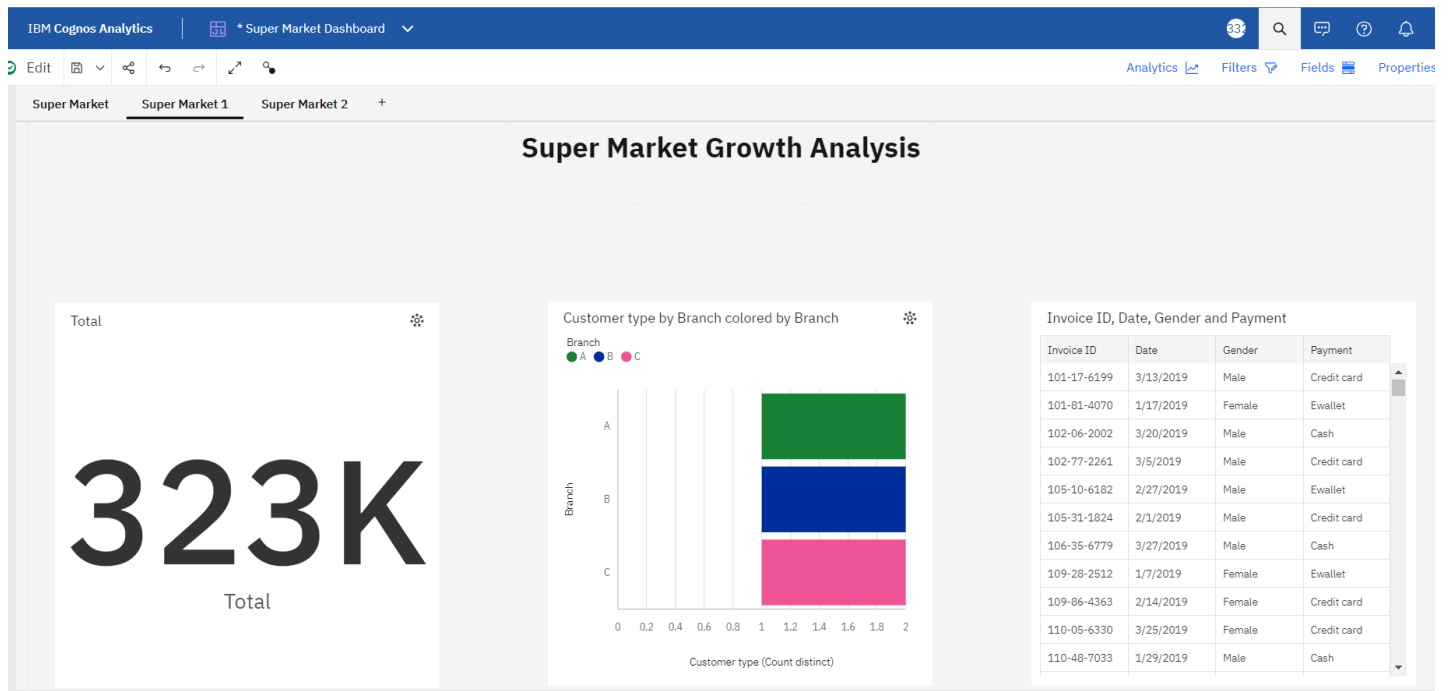 IBM Cognos Analytics * Super Market Dashboard
Edit Analytics Filters Fields Properties
Super Market Super Market 1 Super Market 2 +
Super Market Growth Analysis
Total
323K
Total
Customer type by Branch colored by Branch
Branch
A B C
Branch
A
B
C
0 0.2 0.4 0.6 0.8 1 1.2 1.4 1.6 1.8 2
Customer type (Count distinct)
Invoice ID, Date, Gender and Payment
Invoice ID Date Gender Payment
101-17-6199 3/13/2019 Male Credit card
101-81-4070 1/17/2019 Female Ewallet
102-06-2002 3/20/2019 Male Cash
102-77-2261 3/5/2019 Male Credit card
105-10-6182 2/27/2019 Male Ewallet
105-31-1824 2/1/2019 Male Credit card
106-35-6779 3/27/2019 Male Cash
109-28-2512 1/7/2019 Female Ewallet
109-86-4363 2/14/2019 Female Credit card
110-05-6330 3/25/2019 Female Credit card
110-48-7033 1/29/2019 Male Cash